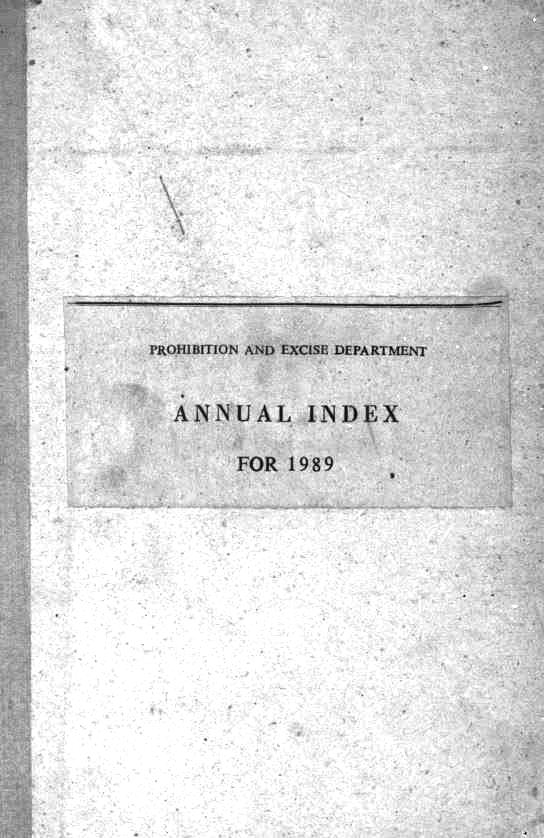 PROHIBITION AND EXCISE DEPARTMENT
ANNUAL INDEX
FOR 1989